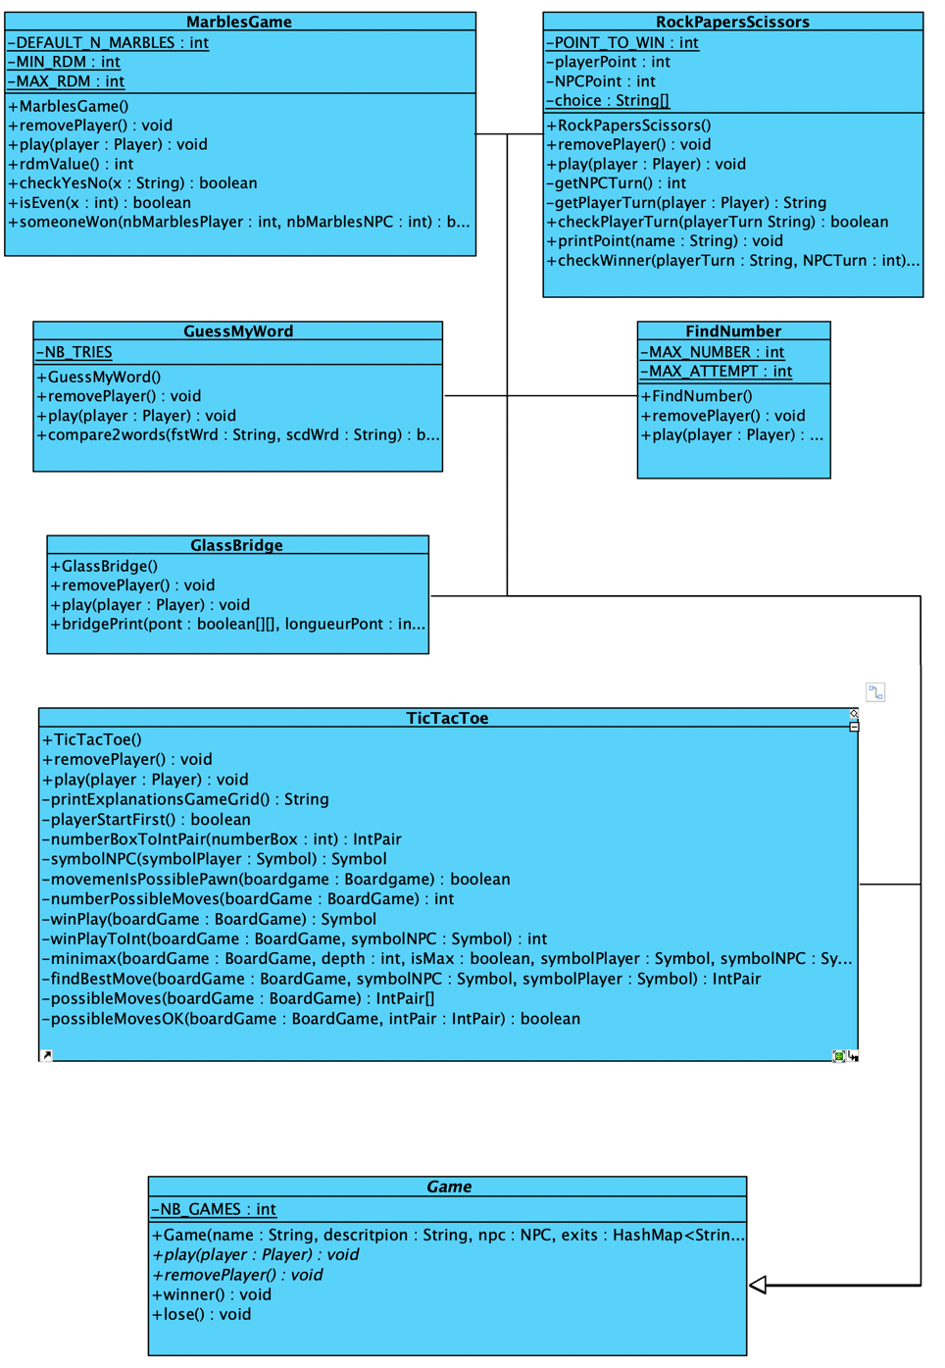 MarblesGame
-DEFAULT_N_MARBLES : int
-MIN_RDM : int
-MAX_RDM : int
+MarblesGame()
+removePlayer() : void
+play(player : Player) : void
+rdmValue() : int
+checkYesNo(x : String) : boolean
+isEven(x : int) : boolean
+someoneWon(nbMarblesPlayer : int, nbMarblesNPC : int) : b...
RockPapersScissors
-POINT_TO_WIN : int
-playerPoint : int
-NPCPoint : int
-choice : String[]
+RockPapersScissors()
+removePlayer() : void
+play(player : Player) : void
-getNPCTurn() : int
-getPlayerTurn(player : Player) : String
+checkPlayerTurn(playerTurn String) : boolean
+printPoint(name : String) : void
+checkWinner(playerTurn : String, NPCTurn : int)...
GuessMyWord
-NB_TRIES
+GuessMyWord()
+removePlayer() : void
+play(player : Player) : void
+compare2words(fstWrd : String, scdWrd : String) : b...
FindNumber
-MAX_NUMBER : int
-MAX_ATTEMPT : int
+FindNumber()
+removePlayer() : void
+play(player : Player) : ...
GlassBridge
+GlassBridge()
+removePlayer() : void
+play(player : Player) : void
+bridgePrint(pont : boolean[][], longueurPont : in...
TicTacToe
+TicTacToe()
+removePlayer() : void
+play(player : Player) : void
-printExplanationsGameGrid() : String
-playerStartFirst() : boolean
-numberBoxToIntPair(numberBox : int) : IntPair
-symbolNPC(symbolPlayer : Symbol) : Symbol
-movemenIsPossiblePawn(boardgame : Boardgame) : boolean
-numberPossibleMoves(boardGame : BoardGame) : int
-winPlay(boardGame : BoardGame) : Symbol
-winPlayToInt(boardGame : BoardGame, symbolNPC : Symbol) : int
-minimax(boardGame : BoardGame, depth : int, isMax : boolean, symbolPlayer : Symbol, symbolNPC : Sy...
-findBestMove(boardGame : BoardGame, symbolNPC : Symbol, symbolPlayer : Symbol) : IntPair
-possibleMoves(boardGame : BoardGame) : IntPair[]
-possibleMovesOK(boardGame : BoardGame, intPair : IntPair) : boolean
Game
-NB_GAMES : int
+Game(name : String, descritpion : String, npc : NPC, exits : HashMap<Strin...
+play(player : Player) : void
+removePlayer() : void
+winner() : void
+lose() : void